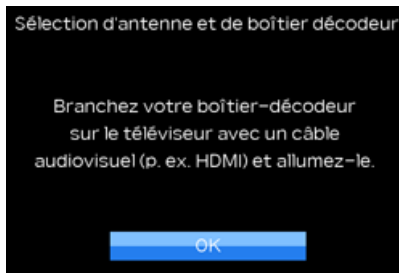 Sélection d'antenne et de boîtier décodeur
Branchez votre boîtier-décodeur
sur le téléviseur avec un câble
audiovisuel (p. ex. HDMI) et allumez-le.
OK